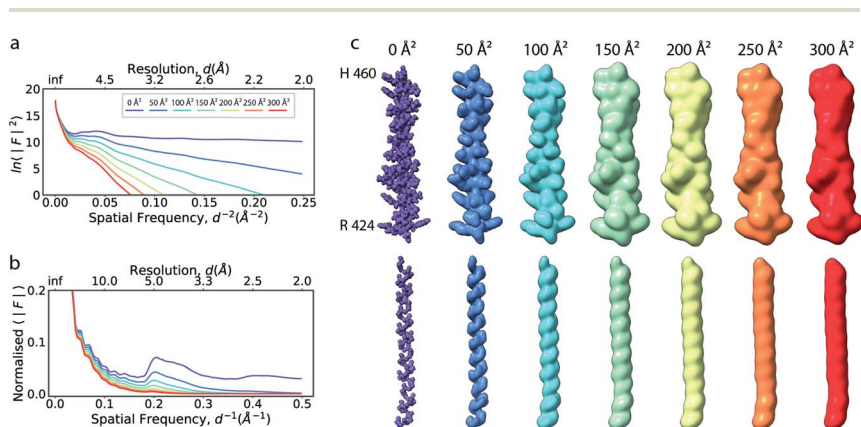 a
Resolution, d(Å)
inf 4.5 3.2 2.6 2.2 2.0
20
15
10
5
0
ln⟨|F|²⟩
0 Å² 50 Å² 100 Å² 150 Å² 200 Å² 250 Å² 300 Å²
0.00 0.05 0.10 0.15 0.20 0.25
Spatial Frequency, d⁻²(Å⁻²)
b
Resolution, d(Å)
inf 10.0 5.0 3.3 2.5 2.0
0.2
0.1
0.0
Normalised ⟨|F|⟩
0.0 0.1 0.2 0.3 0.4 0.5
Spatial Frequency, d⁻¹(Å⁻¹)
c
0 Å² 50 Å² 100 Å² 150 Å² 200 Å² 250 Å² 300 Å²
H 460
R 424